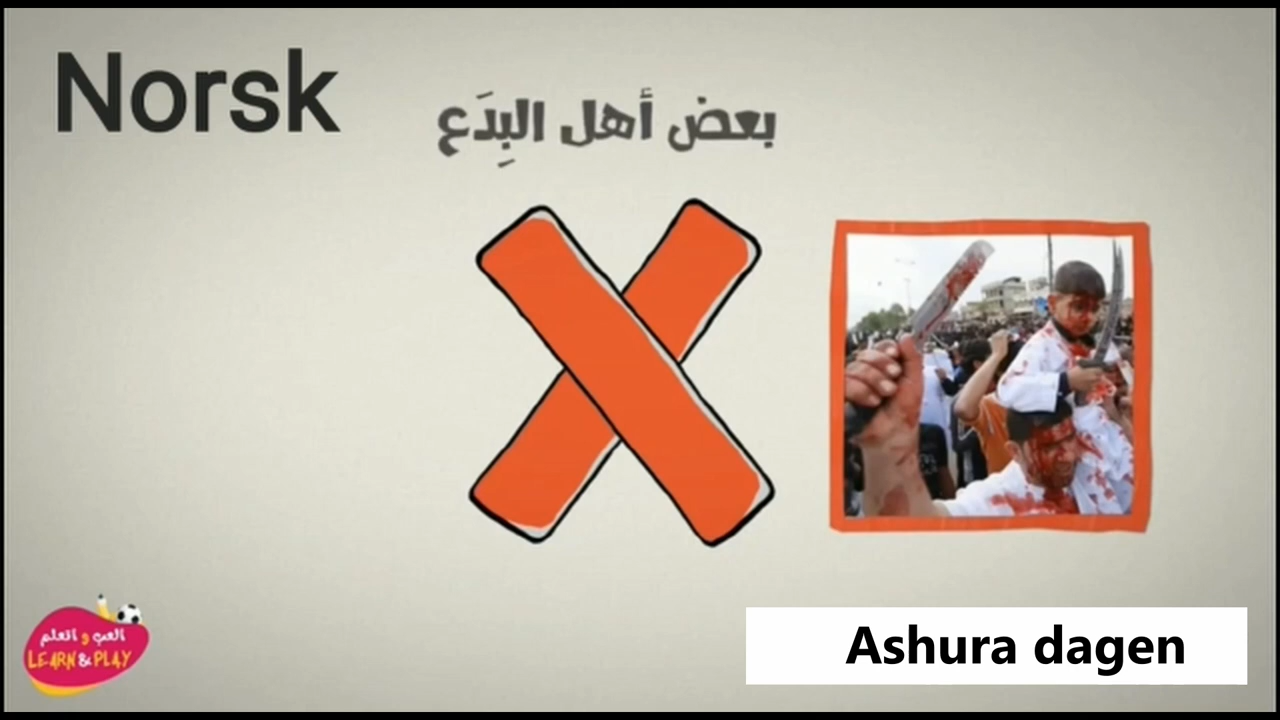 Norsk
بعض أهل البِدَع
العب و اتعلم
LEARN & PLAY
Ashura dagen